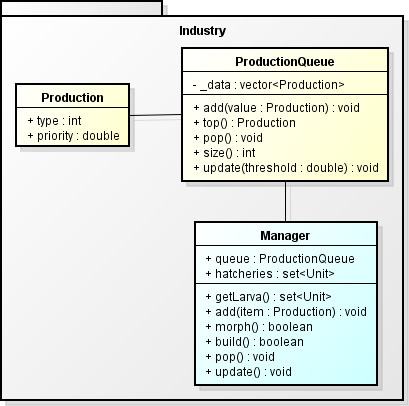 Industry
Production
+ type : int
+ priority : double
ProductionQueue
- _data : vector<Production>
+ add(value : Production) : void
+ top() : Production
+ pop() : void
+ size() : int
+ update(threshold : double) : void
Manager
+ queue : ProductionQueue
+ hatcheries : set<Unit>
+ getLarva() : set<Unit>
+ add(item : Production) : void
+ morph() : boolean
+ build() : boolean
+ pop() : void
+ update() : void